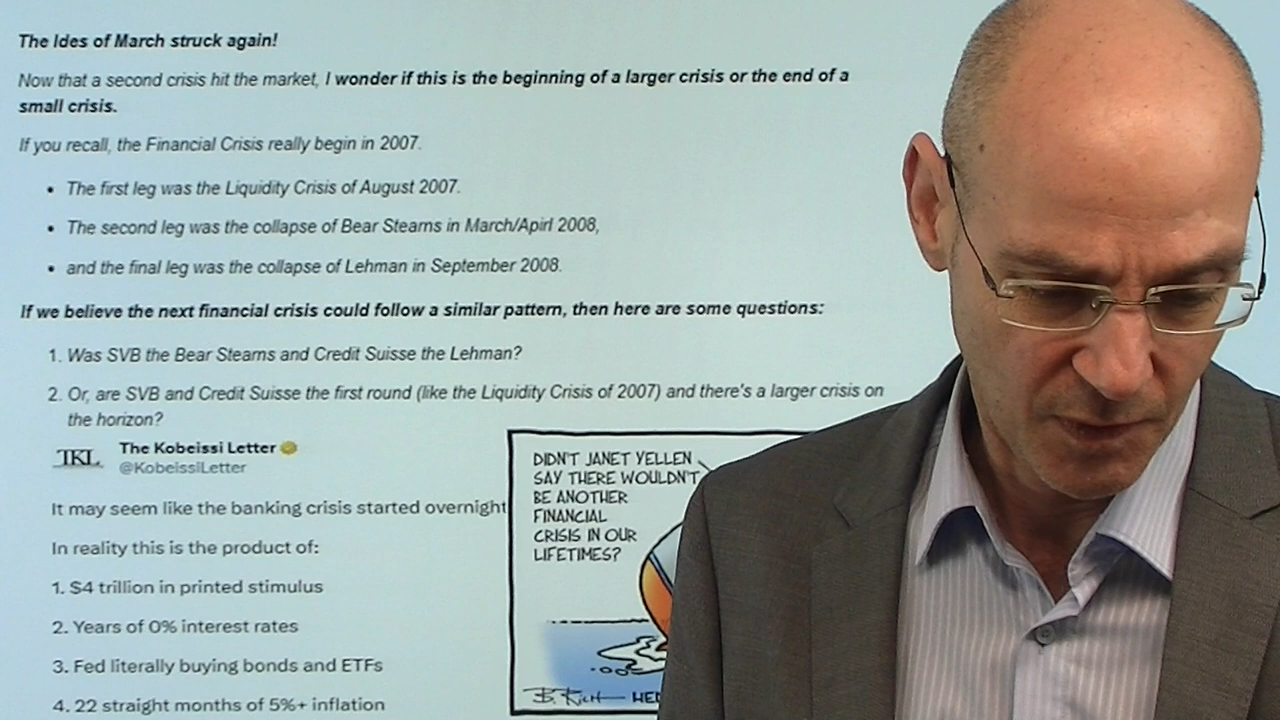 The Ides of March struck again!
Now that a second crisis hit the market, I wonder if this is the beginning of a larger crisis or the end of a
small crisis.
If you recall, the Financial Crisis really begin in 2007.
• The first leg was the Liquidity Crisis of August 2007.
• The second leg was the collapse of Bear Stearns in March/Apirl 2008,
• and the final leg was the collapse of Lehman in September 2008.
If we believe the next financial crisis could follow a similar pattern, then here are some questions:
1. Was SVB the Bear Stearns and Credit Suisse the Lehman?
2. Or, are SVB and Credit Suisse the first round (like the Liquidity Crisis of 2007) and there's a larger crisis on
the horizon?
TKL
The Kobeissi Letter
@KobeissiLetter
It may seem like the banking crisis started overnight
In reality this is the product of:
1. $4 trillion in printed stimulus
2. Years of 0% interest rates
3. Fed literally buying bonds and ETFs
4. 22 straight months of 5%+ inflation
DIDN'T JANET YELLEN
SAY THERE WOULDN'T
BE ANOTHER
FINANCIAL
CRISIS IN OUR
LIFETIMES?